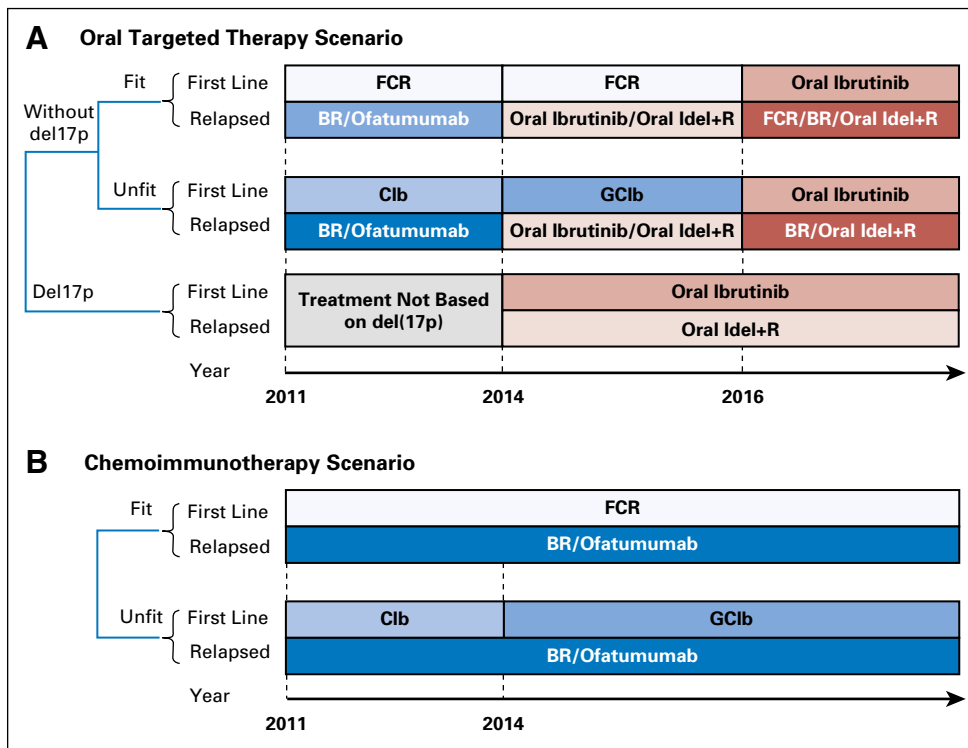 A Oral Targeted Therapy Scenario
Without del17p
Fit
First Line
FCR
FCR
Oral Ibrutinib
Relapsed
BR/Ofatumumab
Oral Ibrutinib/Oral Idel+R
FCR/BR/Oral Idel+R
Unfit
First Line
Clb
GClb
Oral Ibrutinib
Relapsed
BR/Ofatumumab
Oral Ibrutinib/Oral Idel+R
BR/Oral Idel+R
Del17p
First Line
Treatment Not Based
on del(17p)
Oral Ibrutinib
Relapsed
Oral Idel+R
Year
2011
2014
2016
B Chemoimmunotherapy Scenario
Fit
First Line
FCR
Relapsed
BR/Ofatumumab
Unfit
First Line
Clb
GClb
Relapsed
BR/Ofatumumab
Year
2011
2014